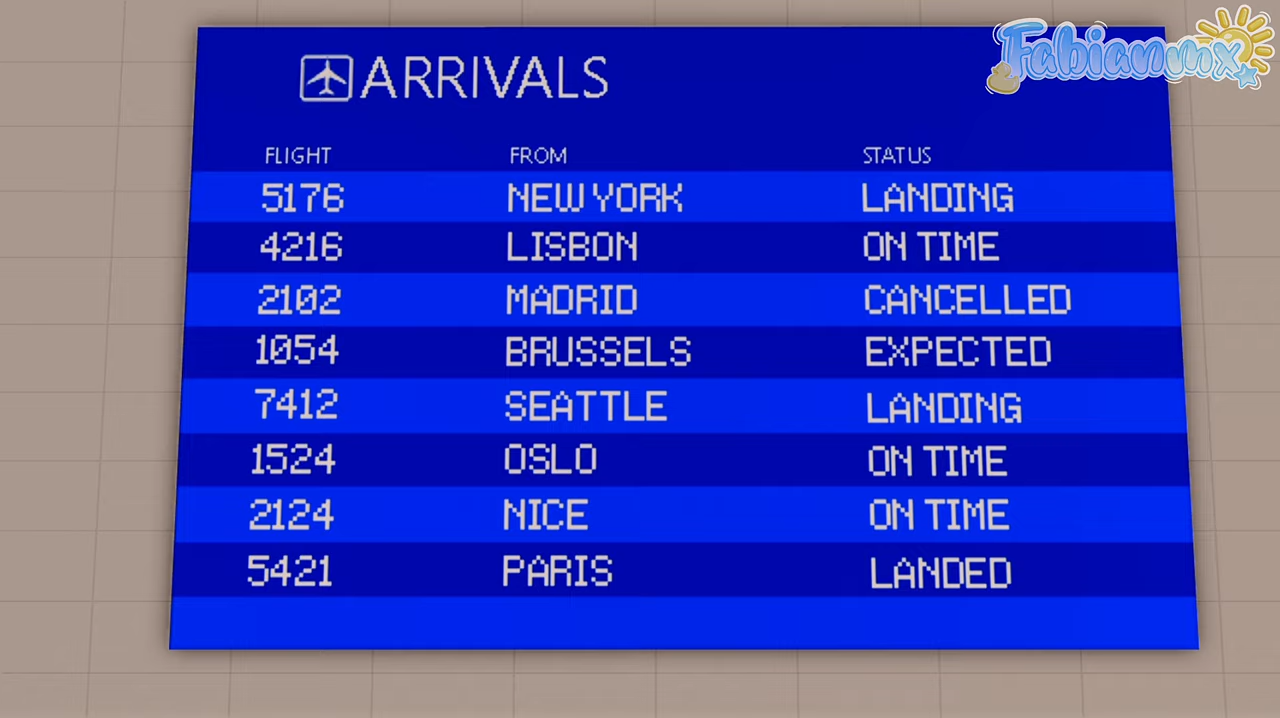 Fabianmx
ARRIVALS
FLIGHT FROM STATUS
5176 NEW YORK LANDING
4216 LISBON ON TIME
2102 MADRID CANCELLED
1054 BRUSSELS EXPECTED
7412 SEATTLE LANDING
1524 OSLO ON TIME
2124 NICE ON TIME
5421 PARIS LANDED